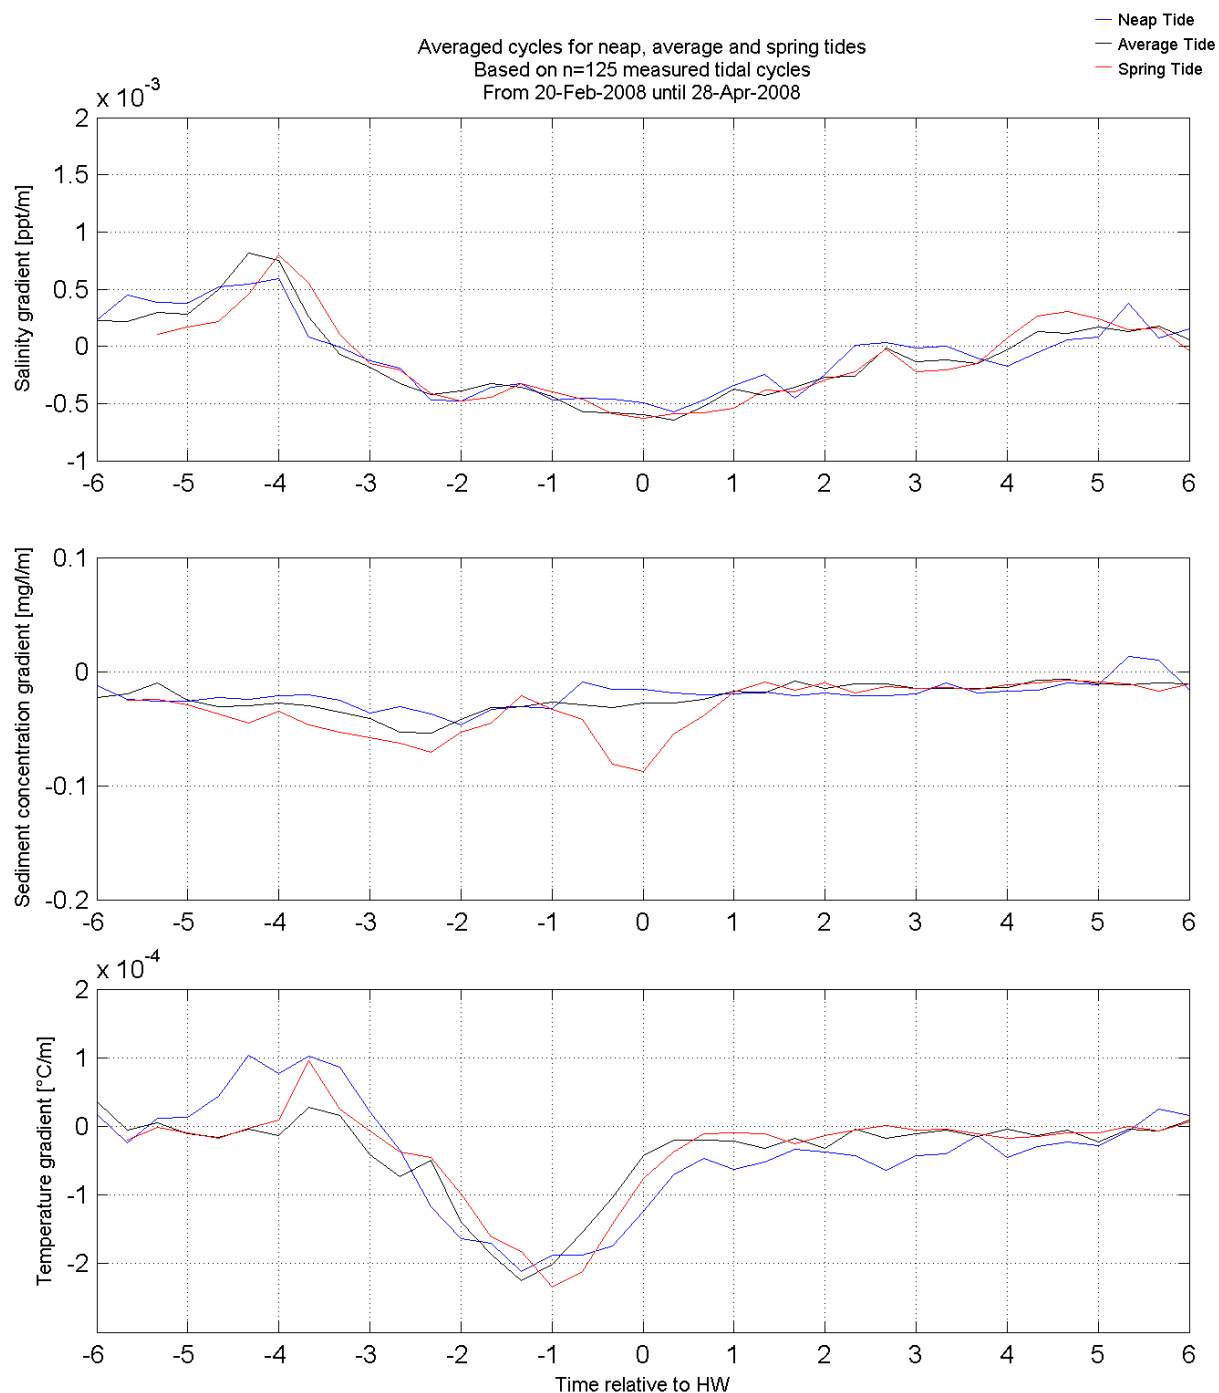 Neap Tide
Average Tide
Spring Tide
Averaged cycles for neap, average and spring tides
Based on n=125 measured tidal cycles
From 20-Feb-2008 until 28-Apr-2008
x 10^-3
2
1.5
1
0.5
0
-0.5
-1
Salinity gradient [ppt/m]
-6 -5 -4 -3 -2 -1 0 1 2 3 4 5 6
0.1
0
-0.1
-0.2
Sediment concentration gradient [mg/l/m]
-6 -5 -4 -3 -2 -1 0 1 2 3 4 5 6
x 10^-4
2
1
0
-1
-2
Temperature gradient [°C/m]
-6 -5 -4 -3 -2 -1 0 1 2 3 4 5 6
Time relative to HW